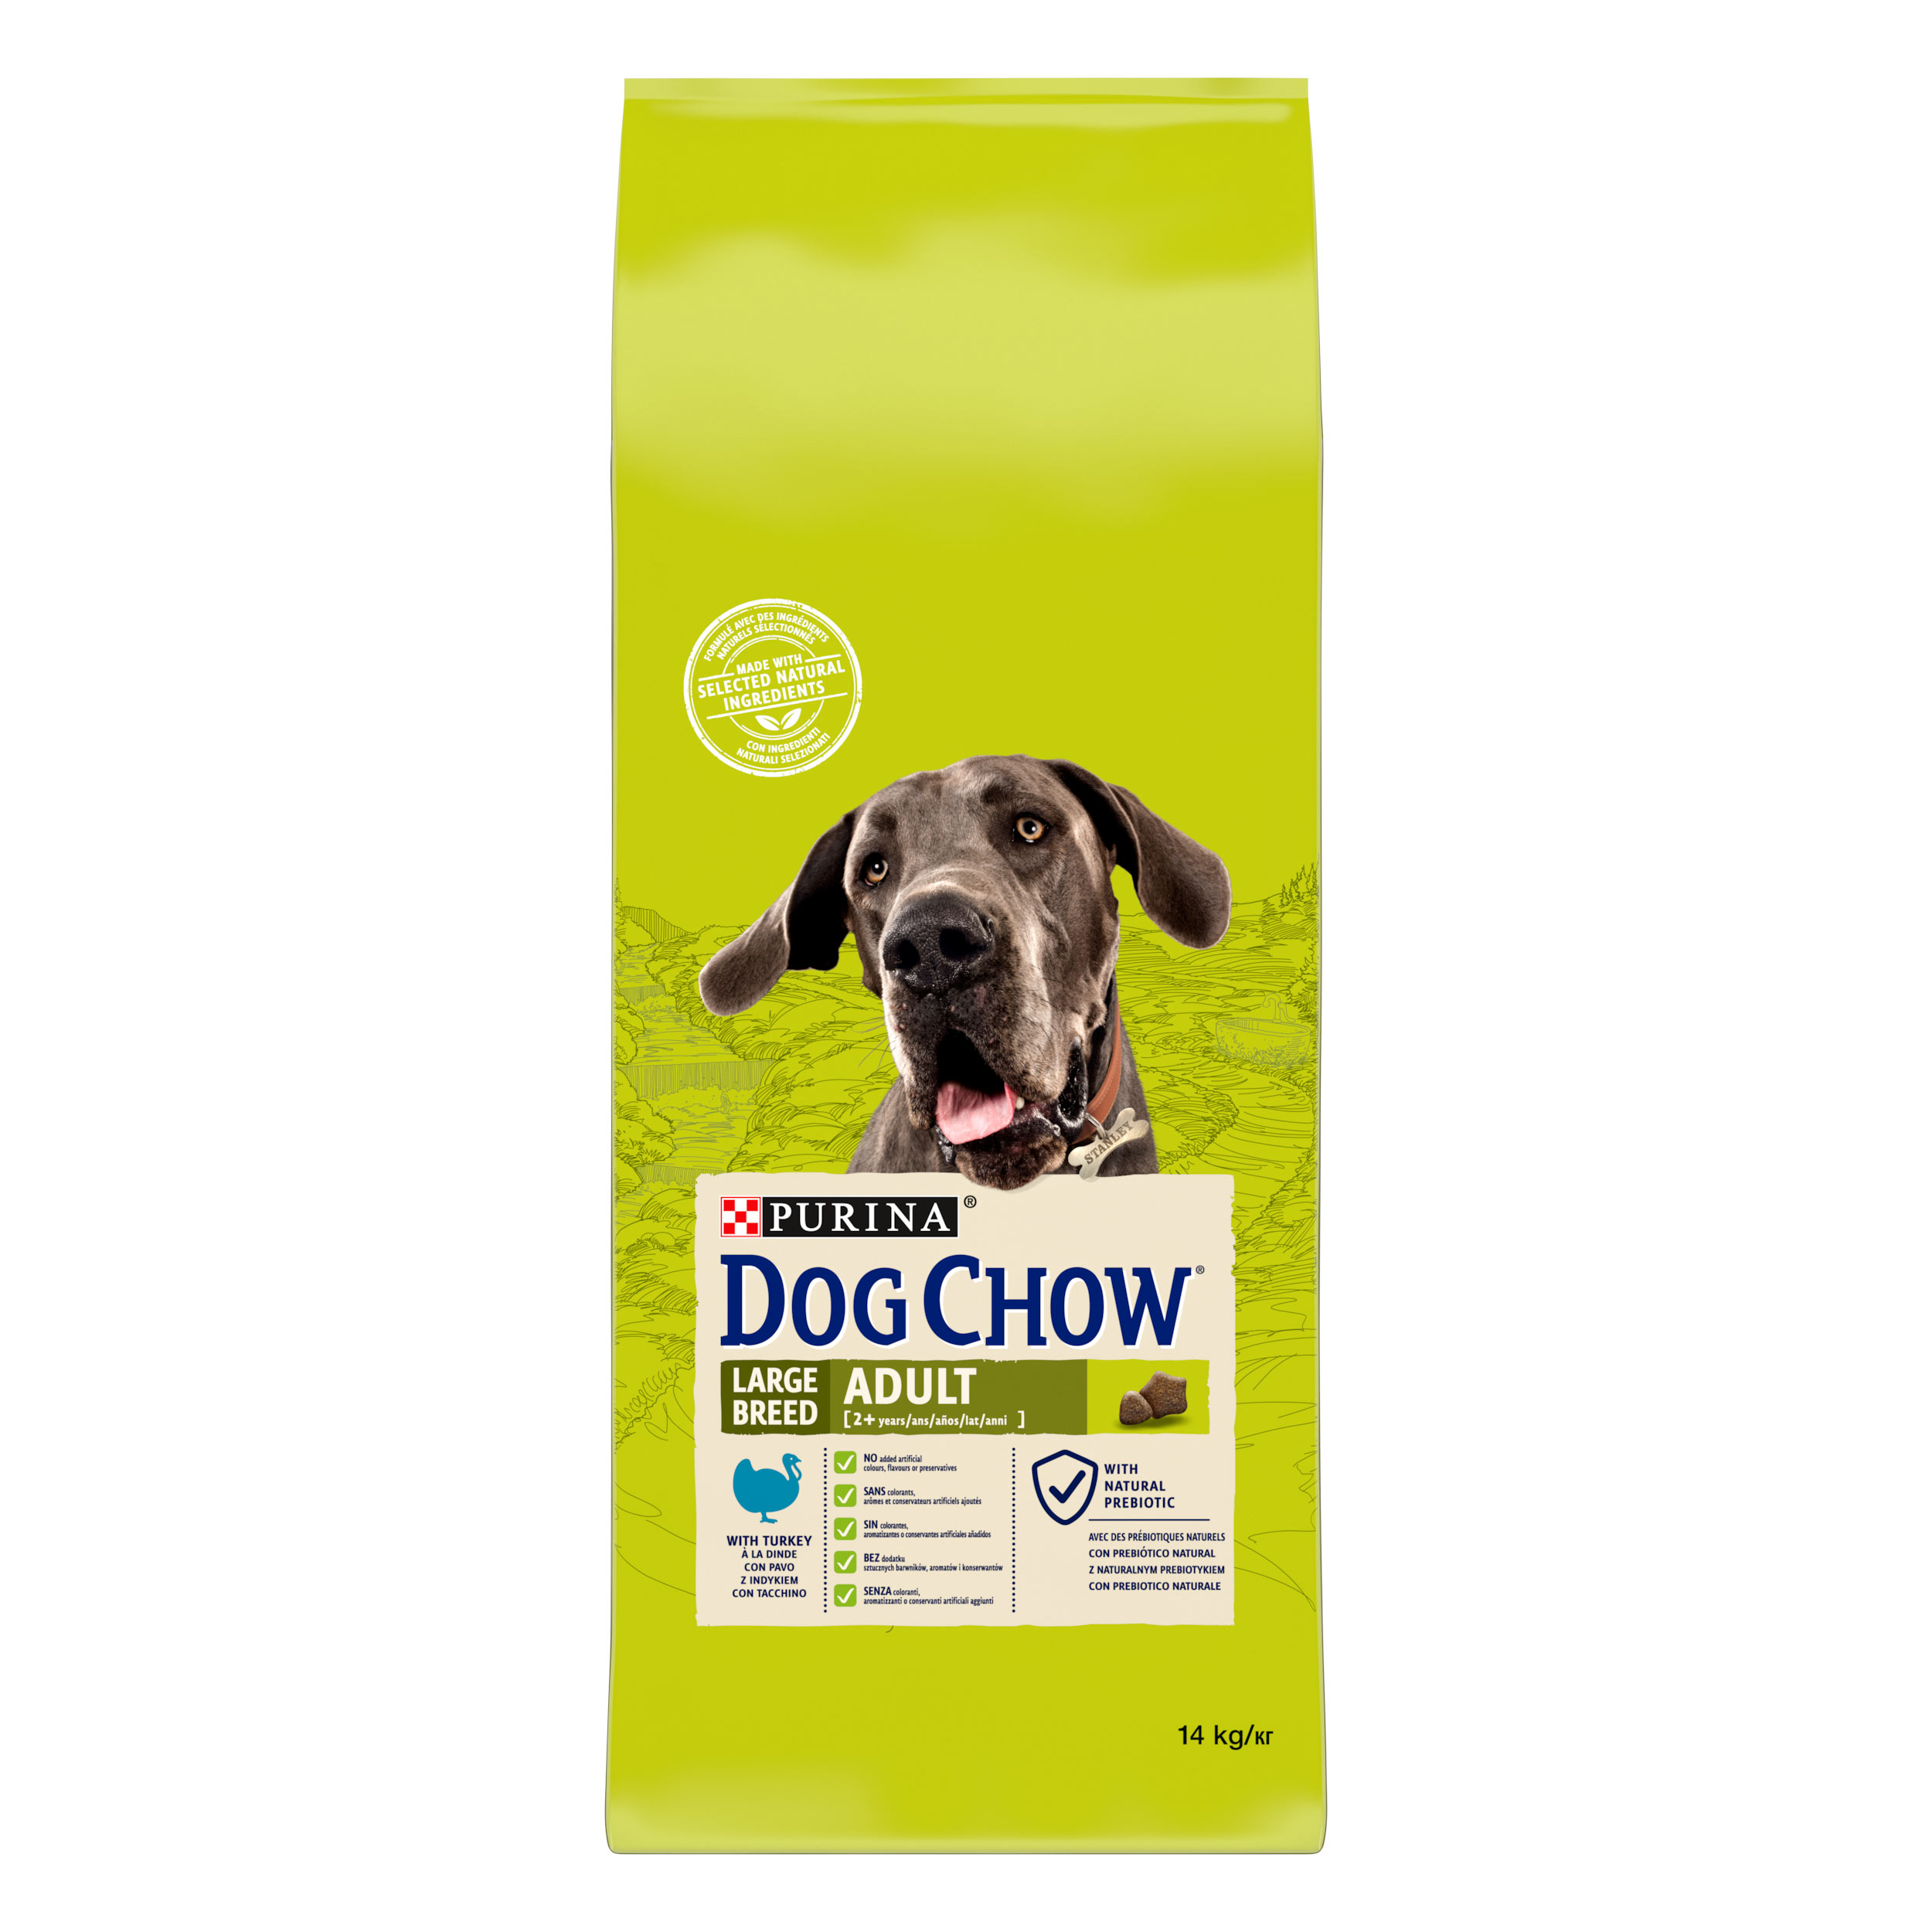 FORMULÉ AVEC DES INGRÉDIENTS
NATURELS SÉLECTIONNÉS
MADE WITH
SELECTED NATURAL
INGREDIENTS
CON INGREDIENTI
NATURALI SELEZIONATI
STANLEY
PURINA®
DOG CHOW®
LARGE
BREED
ADULT
[2+ years/ans/años/lat/anni ]
WITH TURKEY
À LA DINDE
CON PAVO
Z INDYKIEM
CON TACCHINO
NO added artificial
colours, flavours or preservatives
SANS colorants,
arômes et conservateurs artificiels ajoutés
SIN colorantes,
aromatizantes o conservantes artificiales añadidos
BEZ dodatku
sztucznych barwników, aromatów i konserwantów
SENZA coloranti,
aromatizzanti o conservanti artificiali aggiunti
WITH
NATURAL
PREBIOTIC
AVEC DES PRÉBIOTIQUES NATURELS
CON PREBIÓTICO NATURAL
Z NATURALNYM PREBIOTYKIEM
CON PREBIOTICO NATURALE
14 kg/кг